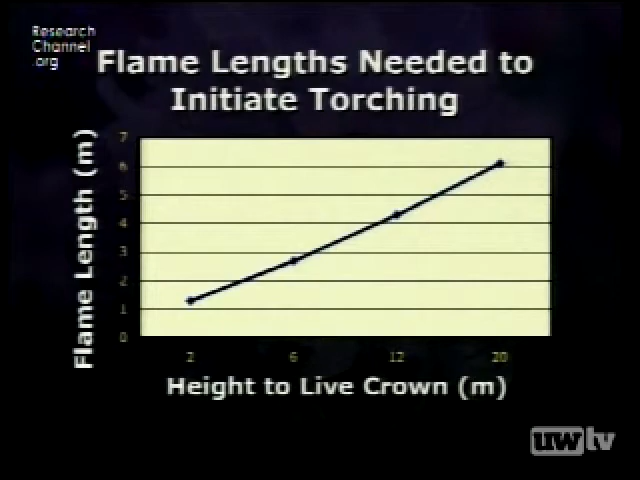 Research
Channel
.org
Flame Lengths Needed to
Initiate Torching
Flame Length (m)
7
6
5
4
3
2
1
0
2 6 12 20
Height to Live Crown (m)
uwtv